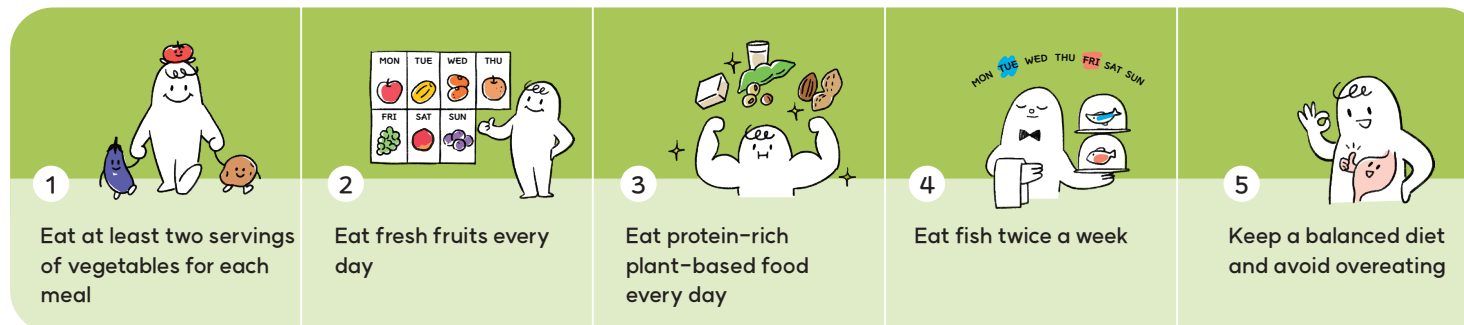 1
Eat at least two servings
of vegetables for each
meal
MON TUE WED THU
FRI SAT SUN
2
Eat fresh fruits every
day
3
Eat protein-rich
plant-based food
every day
MON TUE WED THU FRI SAT SUN
4
Eat fish twice a week
5
Keep a balanced diet
and avoid overeating